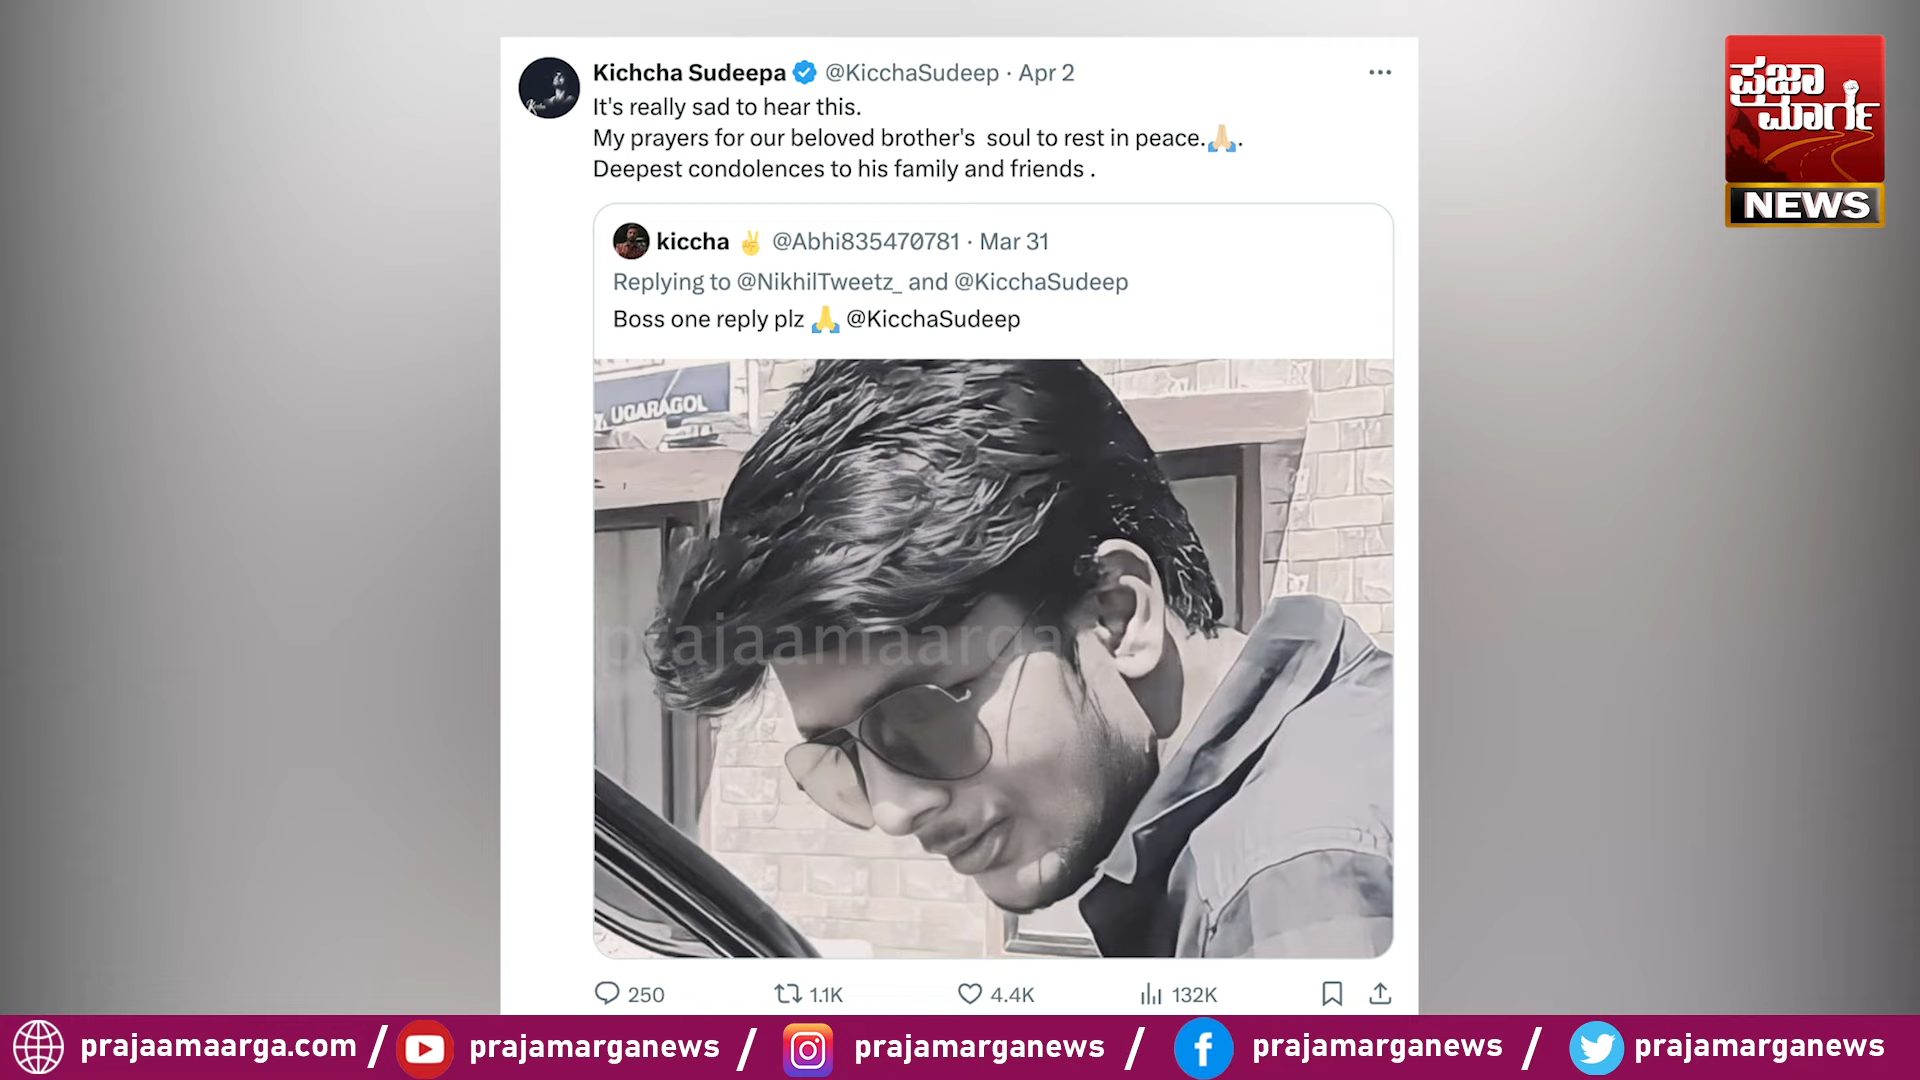 Kichcha Sudeepa @KicchaSudeep · Apr 2
It's really sad to hear this.
My prayers for our beloved brother's soul to rest in peace.🙏🏻.
Deepest condolences to his family and friends .
kiccha ✌ @Abhi835470781 · Mar 31
Replying to @NikhilTweetz_ and @KicchaSudeep
Boss one reply plz 🙏 @KicchaSudeep
UGARAGOL
prajaamaarga
250 1.1K 4.4K 132K
ಪ್ರಜಾ
ಮಾರ್ಗ
NEWS
prajaamaarga.com / prajamarganews / prajamarganews / prajamarganews / prajamarganews